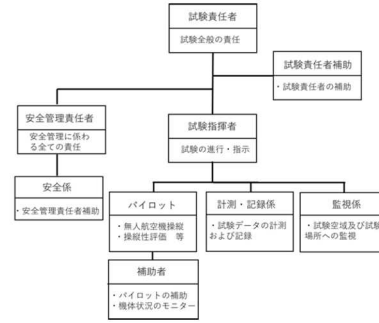 試験責任者
試験全般の責任
試験責任者補助
・試験責任者の補助
安全管理責任者
安全管理に係わ
る全ての責任
試験指揮者
試験の進行・指示
安全係
・安全管理責任者補助
パイロット
・無人航空機操縦
・操縦性評価 等
計測・記録係
・試験データの計測
および記録
監視係
・試験空域及び試験
場所への監視
補助者
・パイロットの補助
・機体状況のモニター